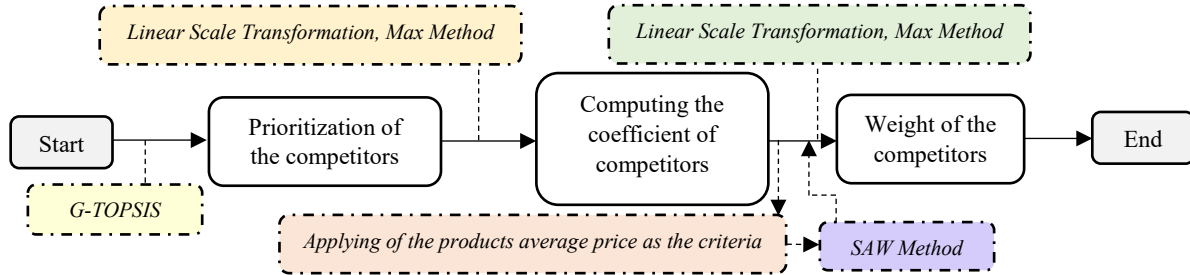 Linear Scale Transformation, Max Method
Linear Scale Transformation, Max Method
Start
Prioritization of
the competitors
Computing the
coefficient of
competitors
Weight of the
competitors
End
G-TOPSIS
Applying of the products average price as the criteria
SAW Method